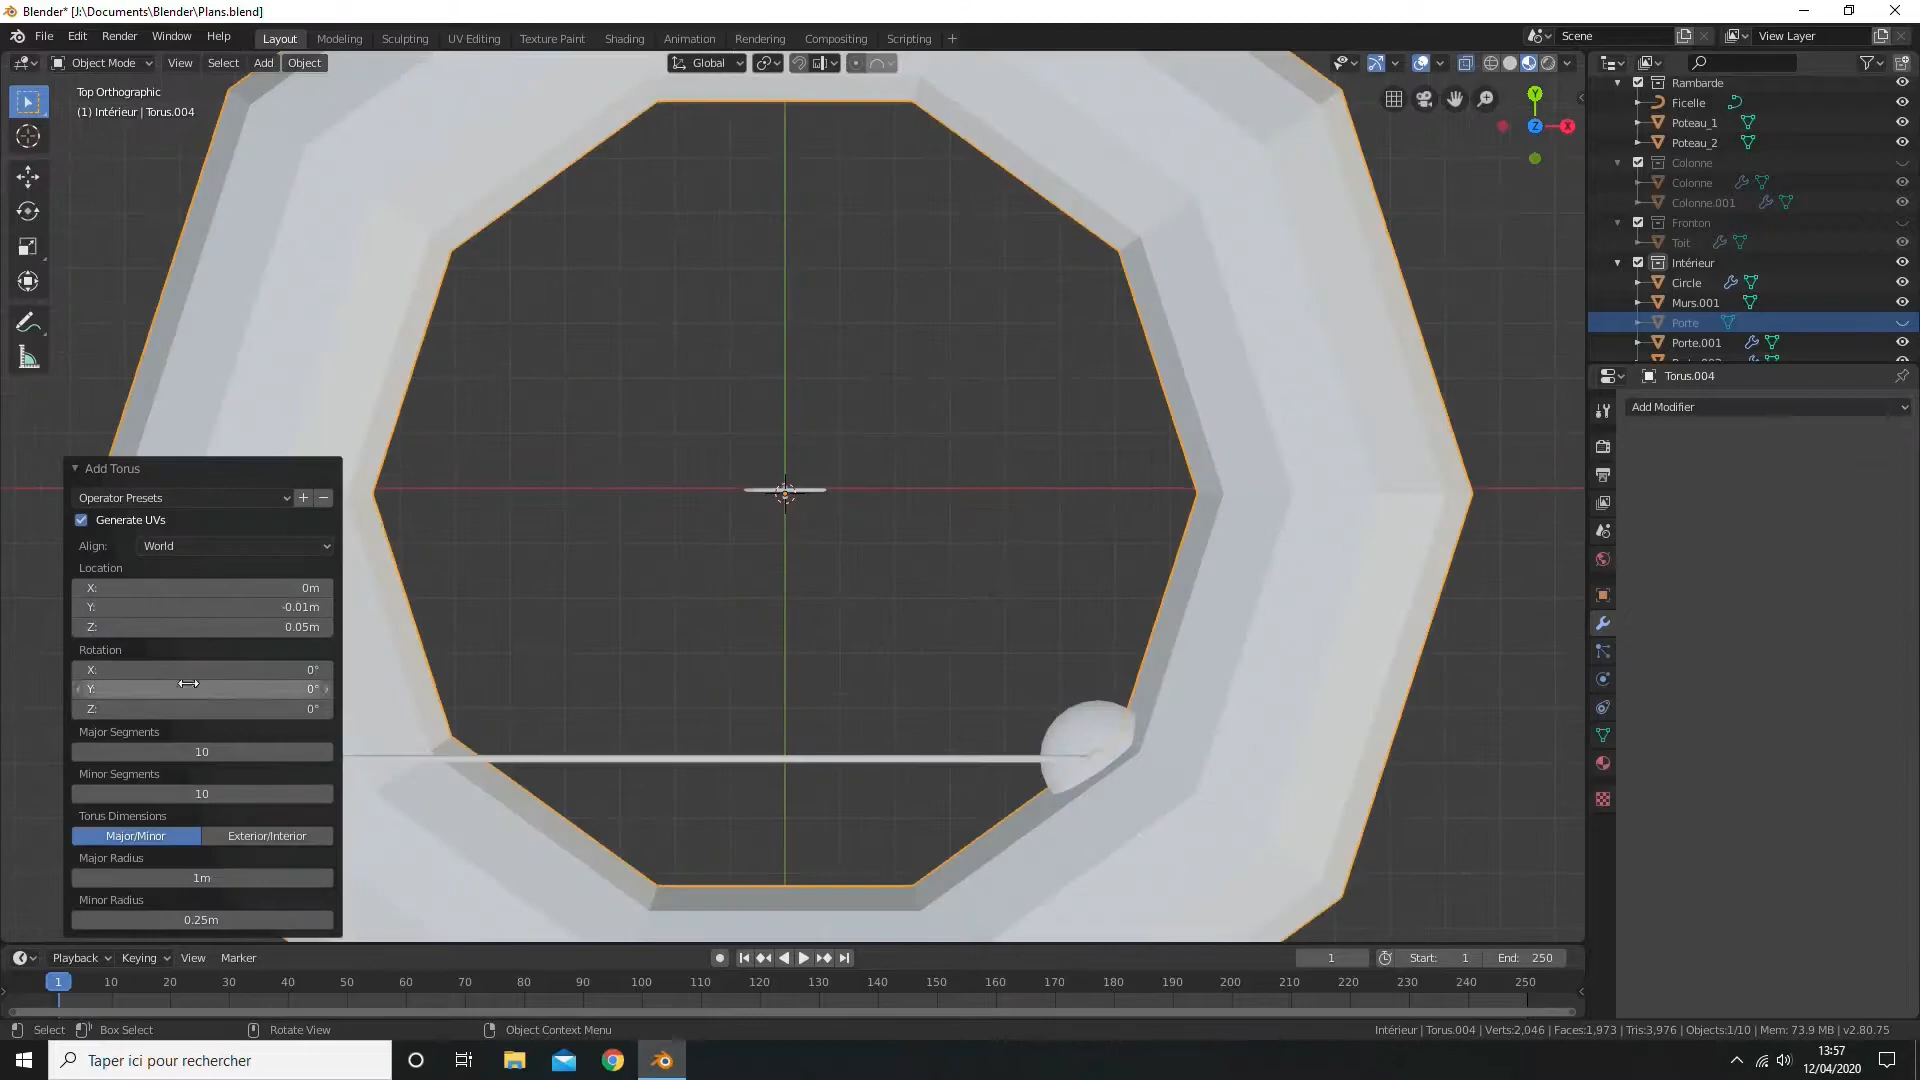 Blender* [J:\Documents\Blender\Plans.blend]
File Edit Render Window Help Layout Modeling Sculpting UV Editing Texture Paint Shading Animation Rendering Compositing Scripting + Scene View Layer
Object Mode View Select Add Object Global
Top Orthographic
(1) Intérieur | Torus.004
Y
Z X
Rambarde
Ficelle
Poteau_1
Poteau_2
Colonne
Colonne
Colonne.001
Fronton
Toit
Intérieur
Circle
Murs.001
Porte
Porte.001
Torus.004
Add Modifier
Add Torus
Operator Presets + −
Generate UVs
Align: World
Location
X: 0m
Y: -0.01m
Z: 0.05m
Rotation
X: 0°
Y: 0°
Z: 0°
Major Segments
10
Minor Segments
10
Torus Dimensions
Major/Minor Exterior/Interior
Major Radius
1m
Minor Radius
0.25m
Playback Keying View Marker 1 Start: 1 End: 250
1 10 20 30 40 50 60 70 80 90 100 110 120 130 140 150 160 170 180 190 200 210 220 230 240 250
Select Box Select Rotate View Object Context Menu Intérieur | Torus.004 | Verts:2,046 | Faces:1,973 | Tris:3,976 | Objects:1/10 | Mem: 73.9 MB | v2.80.75
Taper ici pour rechercher
13:57
12/04/2020